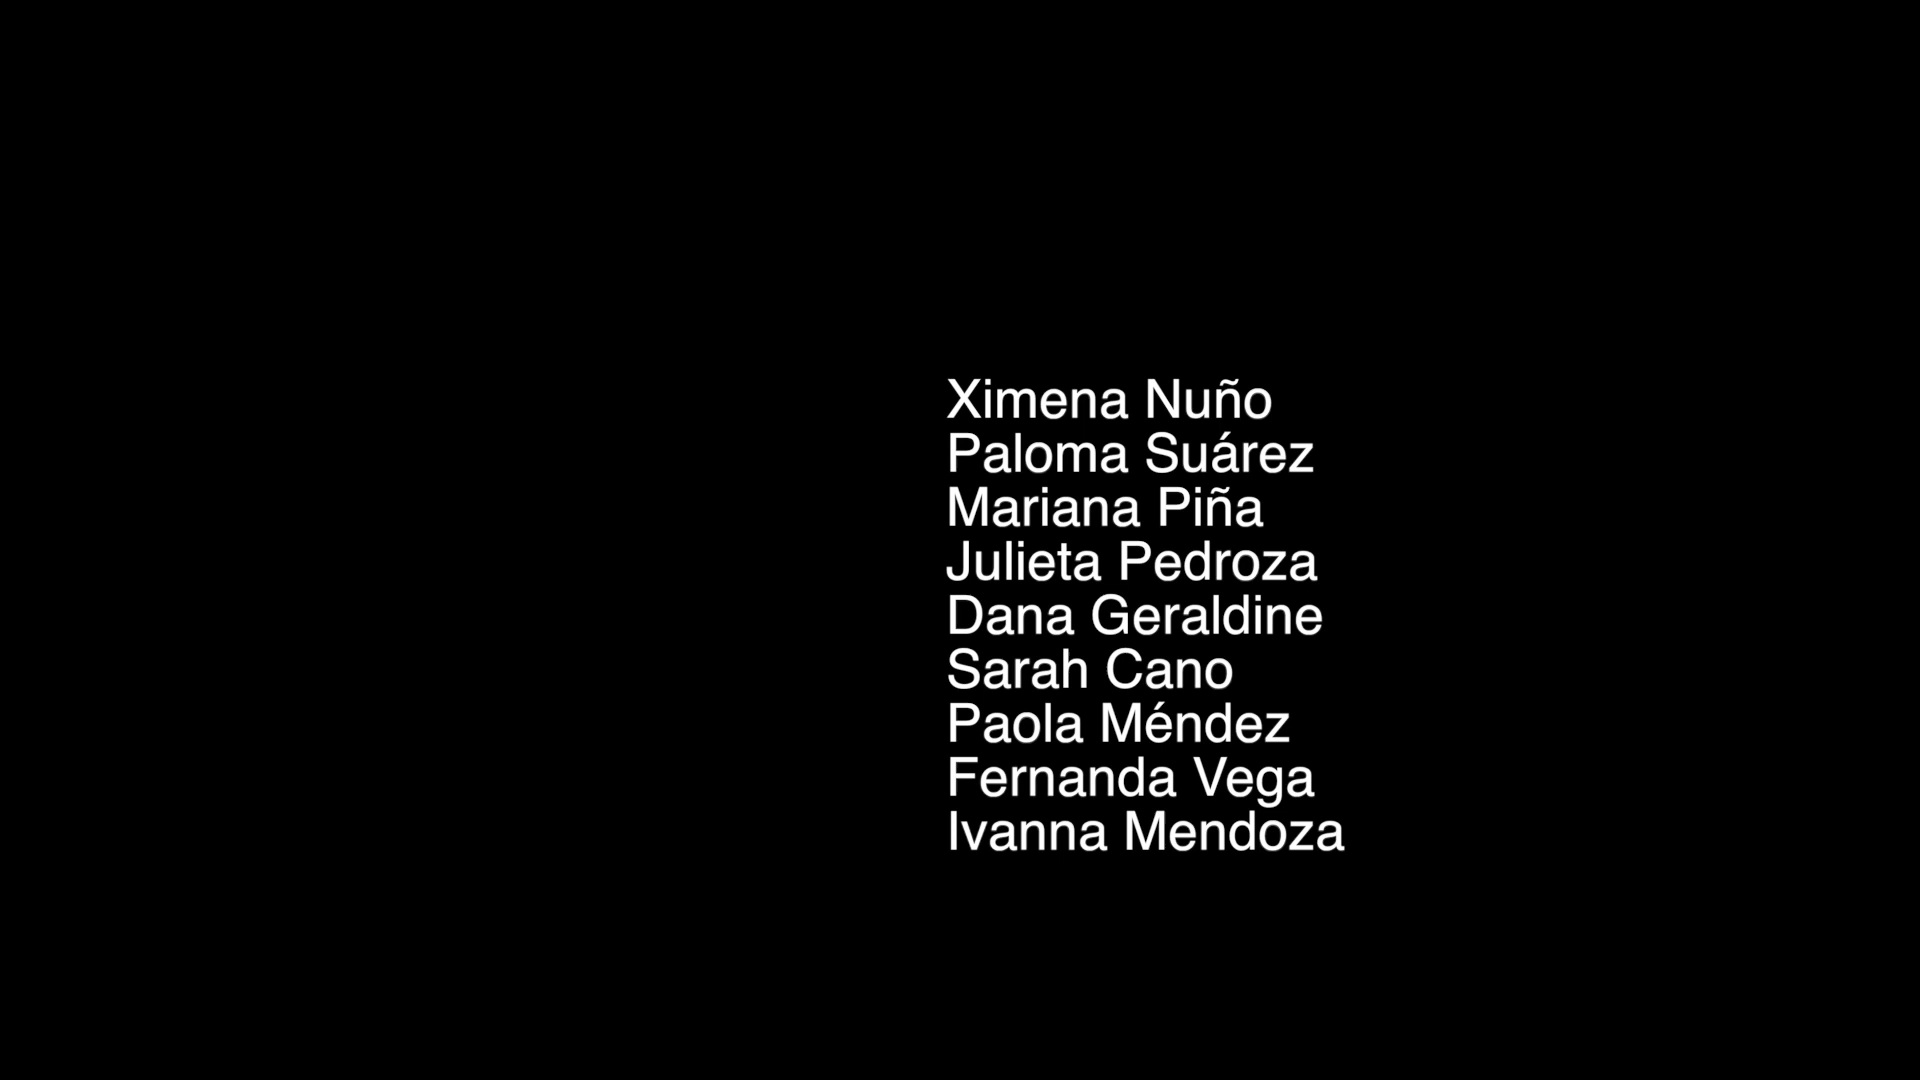 Ximena Nuño
Paloma Suárez
Mariana Piña
Julieta Pedroza
Dana Geraldine
Sarah Cano
Paola Méndez
Fernanda Vega
Ivanna Mendoza